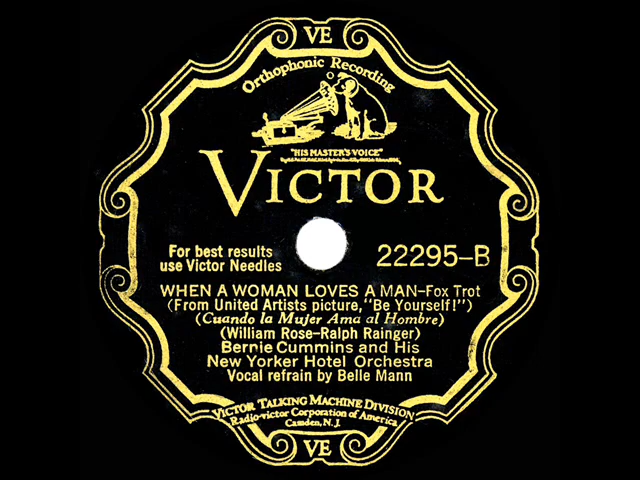 VE
Orthophonic Recording
"HIS MASTER'S VOICE"
VICTOR
For best results
use Victor Needles
22295-B
WHEN A WOMAN LOVES A MAN-Fox Trot
(From United Artists picture, "Be Yourself!")
(Cuando la Mujer Ama al Hombre)
(William Rose-Ralph Rainger)
Bernie Cummins and His
New Yorker Hotel Orchestra
Vocal refrain by Belle Mann
VICTOR TALKING MACHINE DIVISION
Radio-Victor Corporation of America
Camden, N.J.
VE